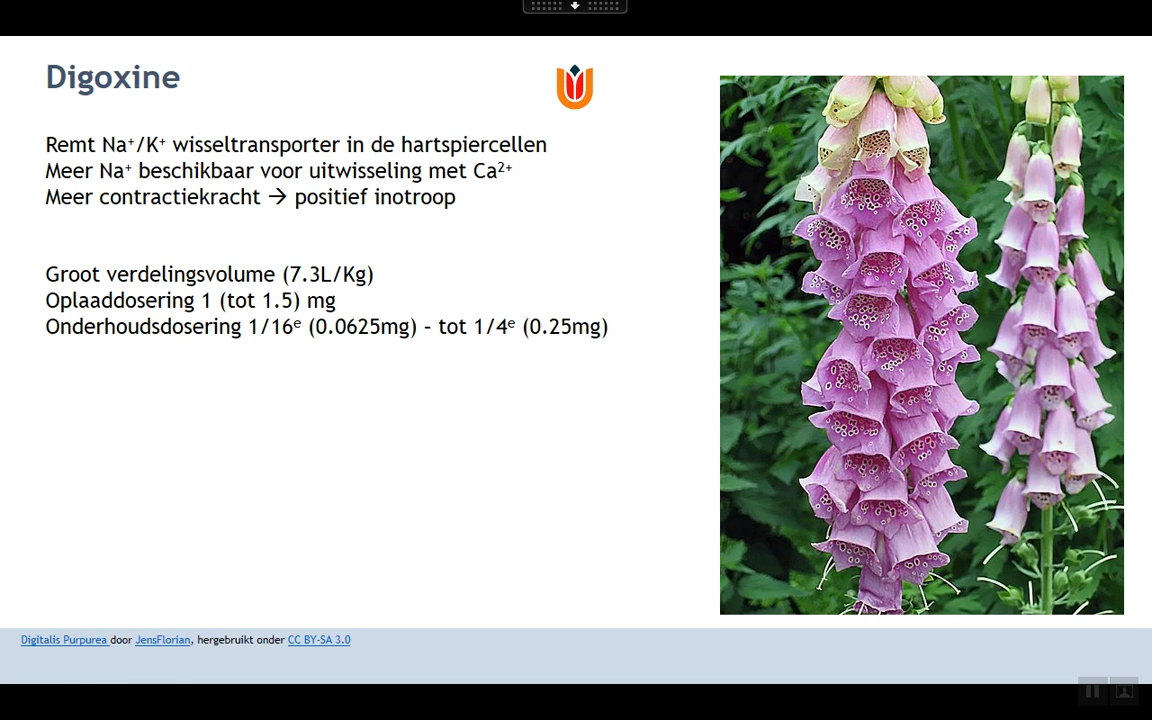 Digoxine
Remt Na⁺/K⁺ wisseltransporter in de hartspiercellen
Meer Na⁺ beschikbaar voor uitwisseling met Ca²⁺
Meer contractiekracht → positief inotroop
Groot verdelingsvolume (7.3L/Kg)
Oplaaddosering 1 (tot 1.5) mg
Onderhoudsdosering 1/16ᵉ (0.0625mg) – tot 1/4ᵉ (0.25mg)
Digitalis Purpurea door JensFlorian, hergebruikt onder CC BY-SA 3.0